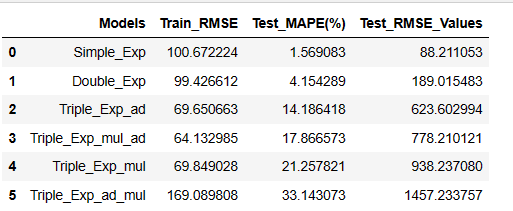 Models Train_RMSE Test_MAPE(%) Test_RMSE_Values
0 Simple_Exp 100.672224 1.569083 88.211053
1 Double_Exp 99.426612 4.154289 189.015483
2 Triple_Exp_ad 69.650663 14.186418 623.602994
3 Triple_Exp_mul_ad 64.132985 17.866573 778.210121
4 Triple_Exp_mul 69.849028 21.257821 938.237080
5 Triple_Exp_ad_mul 169.089808 33.143073 1457.233757